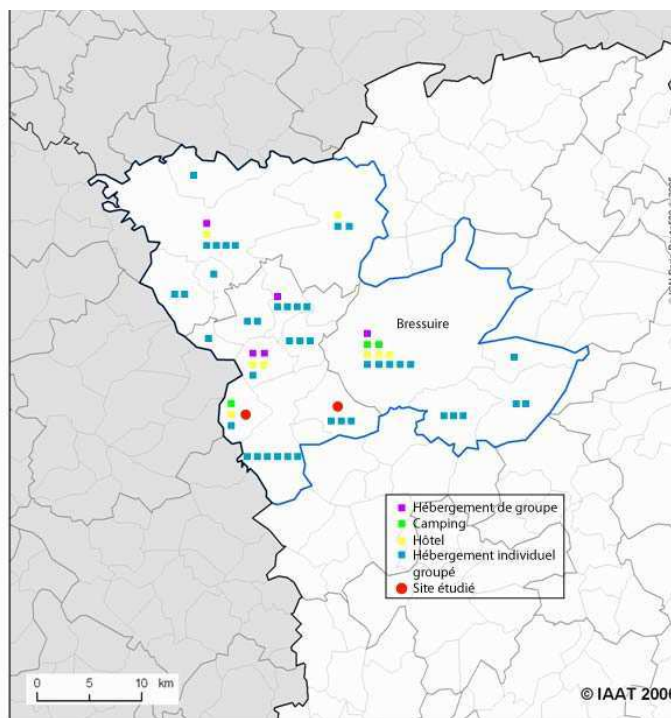 Bressuire
Hébergement de groupe
Camping
Hôtel
Hébergement individuel
groupé
Site étudié
0 5 10 km
© IAAT 2006